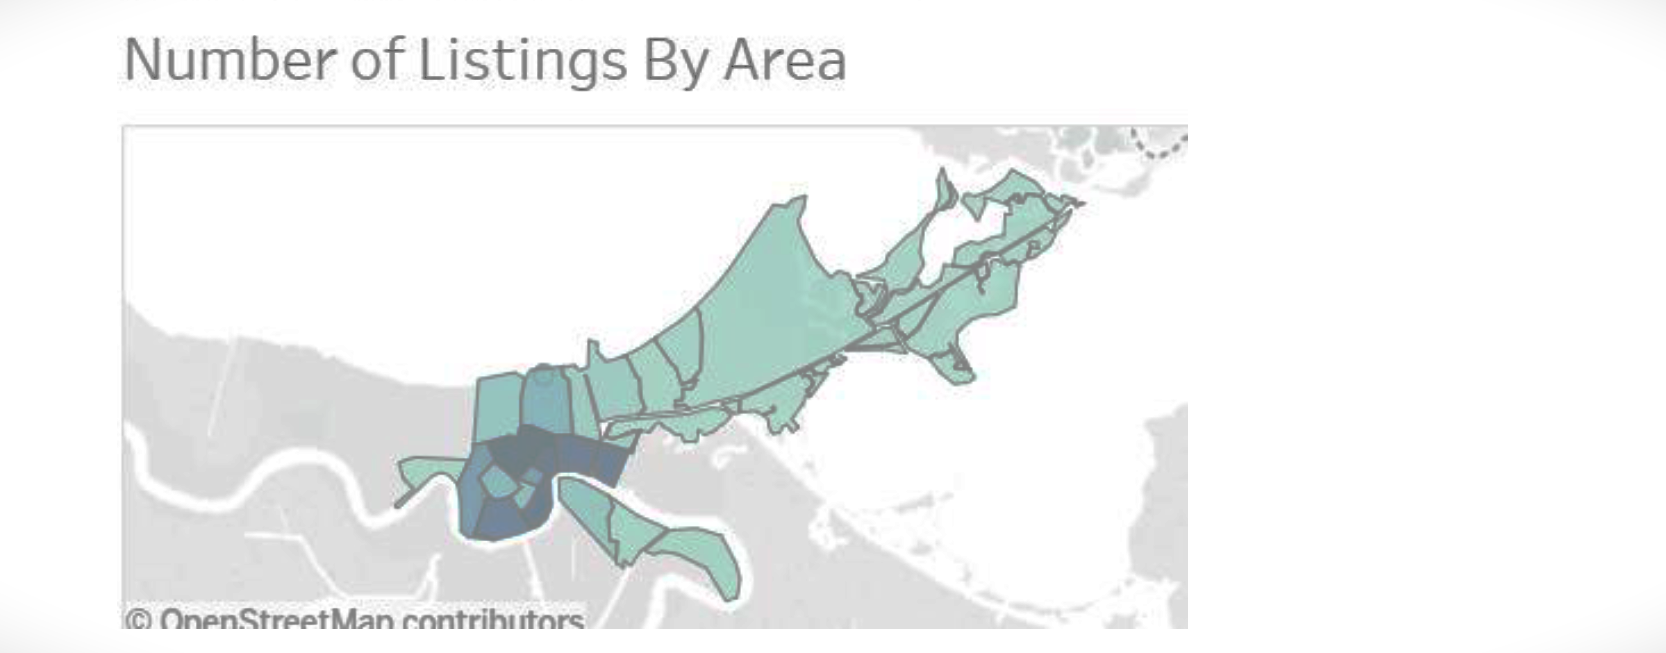 Number of Listings By Area
© OpenStreetMap contributors